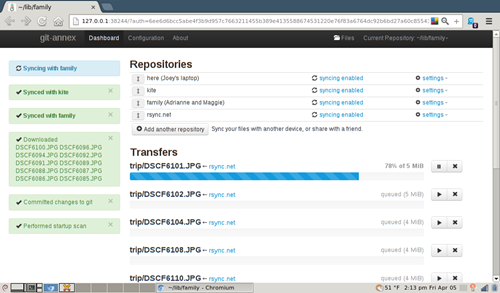 ~/lib/family
127.0.0.1:38244/?auth=6ee6d6bcc5abe4f3b9d957c7663211455b389e4135588674531220e76f83a6764dc92b6bd27a60c8554
git-annex Dashboard Configuration About Files Current Repository: ~/lib/family
Syncing with family
Synced with kite
Synced with family
Downloaded
DSCF6100.JPG DSCF6096.JPG
DSCF6094.JPG DSCF6092.JPG
DSCF6091.JPG DSCF6089.JPG
DSCF6088.JPG DSCF6087.JPG
DSCF6086.JPG DSCF6085.JPG
Committed changes to git
Performed startup scan
Repositories
here (Joey's laptop) syncing enabled settings
kite syncing enabled settings
family (Adrianne and Maggie) syncing enabled settings
rsync.net syncing enabled settings
Add another repository Sync your files with another device, or share with a friend.
Transfers
trip/DSCF6101.JPG ← rsync.net 78% of 5 MiB
trip/DSCF6102.JPG ← rsync.net queued (5 MiB)
trip/DSCF6104.JPG ← rsync.net queued (4 MiB)
trip/DSCF6108.JPG ← rsync.net queued (4 MiB)
trip/DSCF6110.JPG ← rsync.net queued (4 MiB)
~/lib/family - Chromium 51 °F 2:13 pm Fri Apr 05